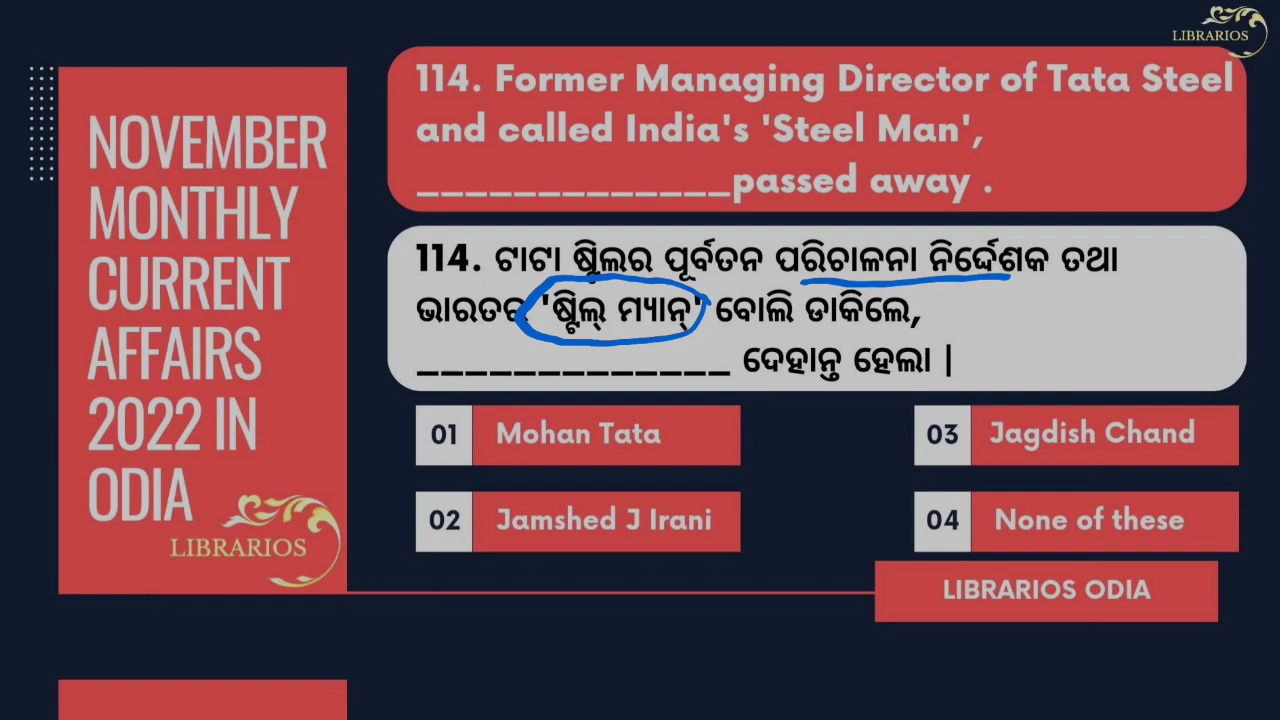 LIBRARIOS
NOVEMBER
MONTHLY
CURRENT
AFFAIRS
2022 IN
ODIA
LIBRARIOS
114. Former Managing Director of Tata Steel
and called India's 'Steel Man',
_____________passed away .
114. ଟାଟା ଷ୍ଟିଲର ପୂର୍ବତନ ପରିଚାଳନା ନିର୍ଦ୍ଦେଶକ ତଥା
ଭାରତର 'ଷ୍ଟିଲ୍ ମ୍ୟାନ୍' ବୋଲି ଡାକିଲେ,
_____________ ଦେହାନ୍ତ ହେଲା |
01 Mohan Tata
03 Jagdish Chand
02 Jamshed J Irani
04 None of these
LIBRARIOS ODIA